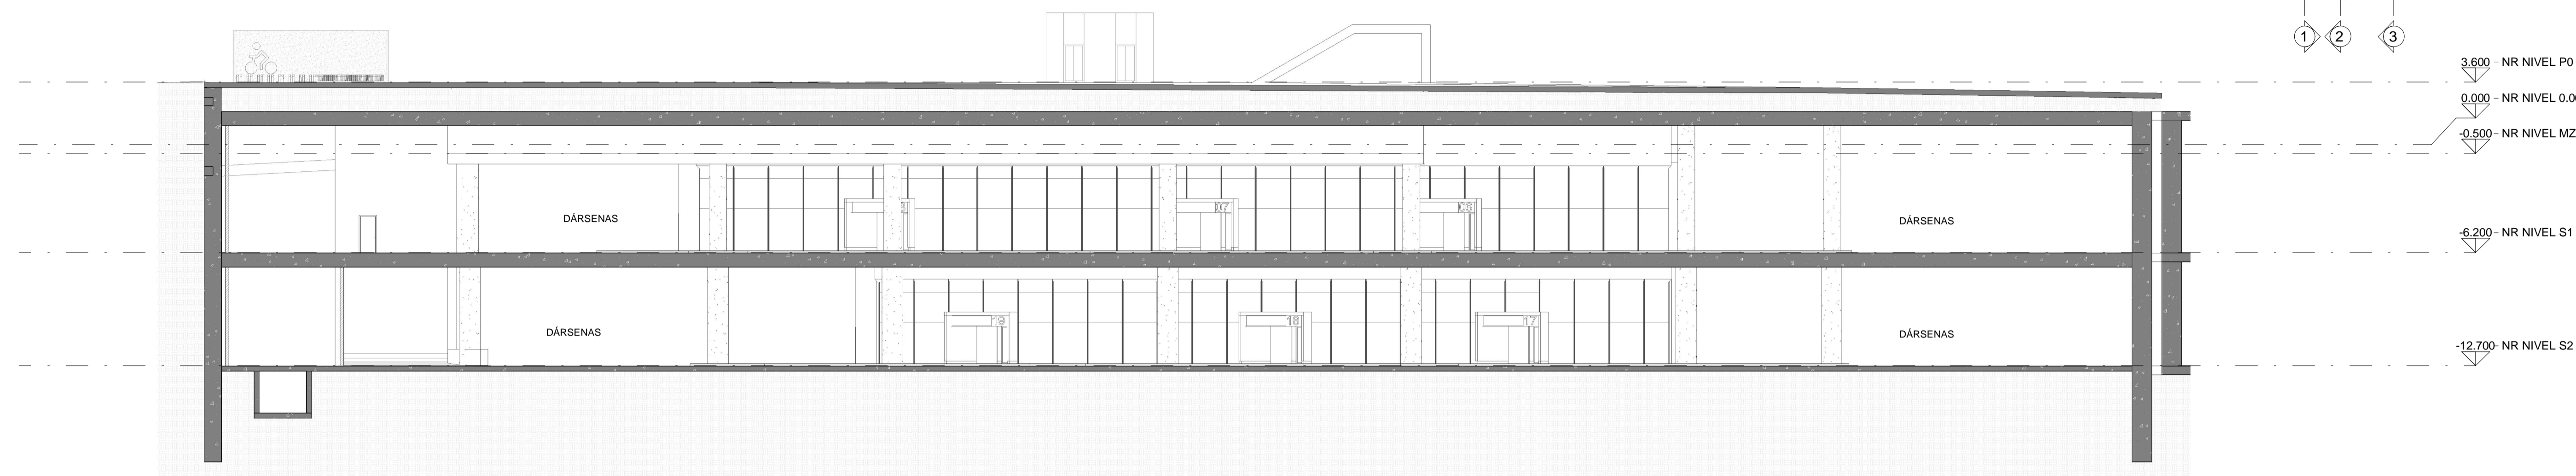 1 2 3
3.600 - NR NIVEL P0
0.000 - NR NIVEL 0.0
-0.500 - NR NIVEL MZ
DÁRSENAS
07
06
DÁRSENAS
-6.200 - NR NIVEL S1
19
18
17
DÁRSENAS
DÁRSENAS
-12.700 - NR NIVEL S2